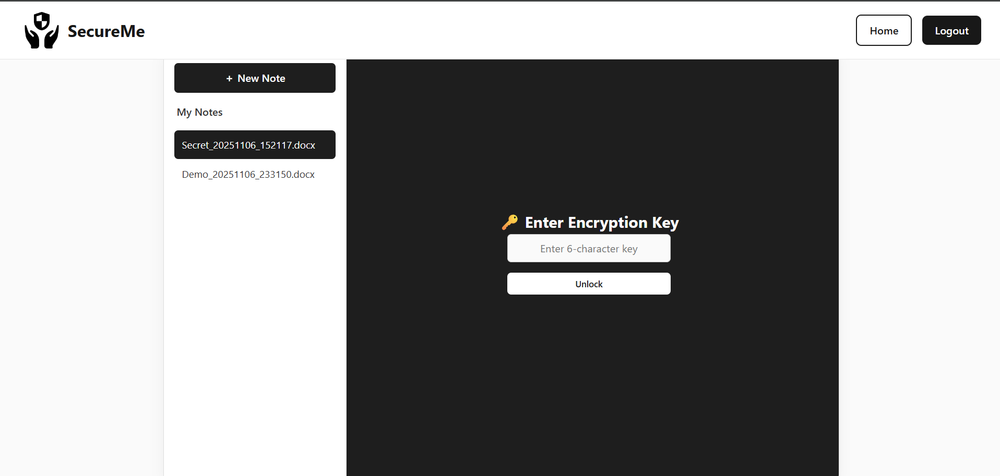 SecureMe
Home
Logout
+ New Note
My Notes
Secret_20251106_152117.docx
Demo_20251106_233150.docx
Enter Encryption Key
Enter 6-character key
Unlock